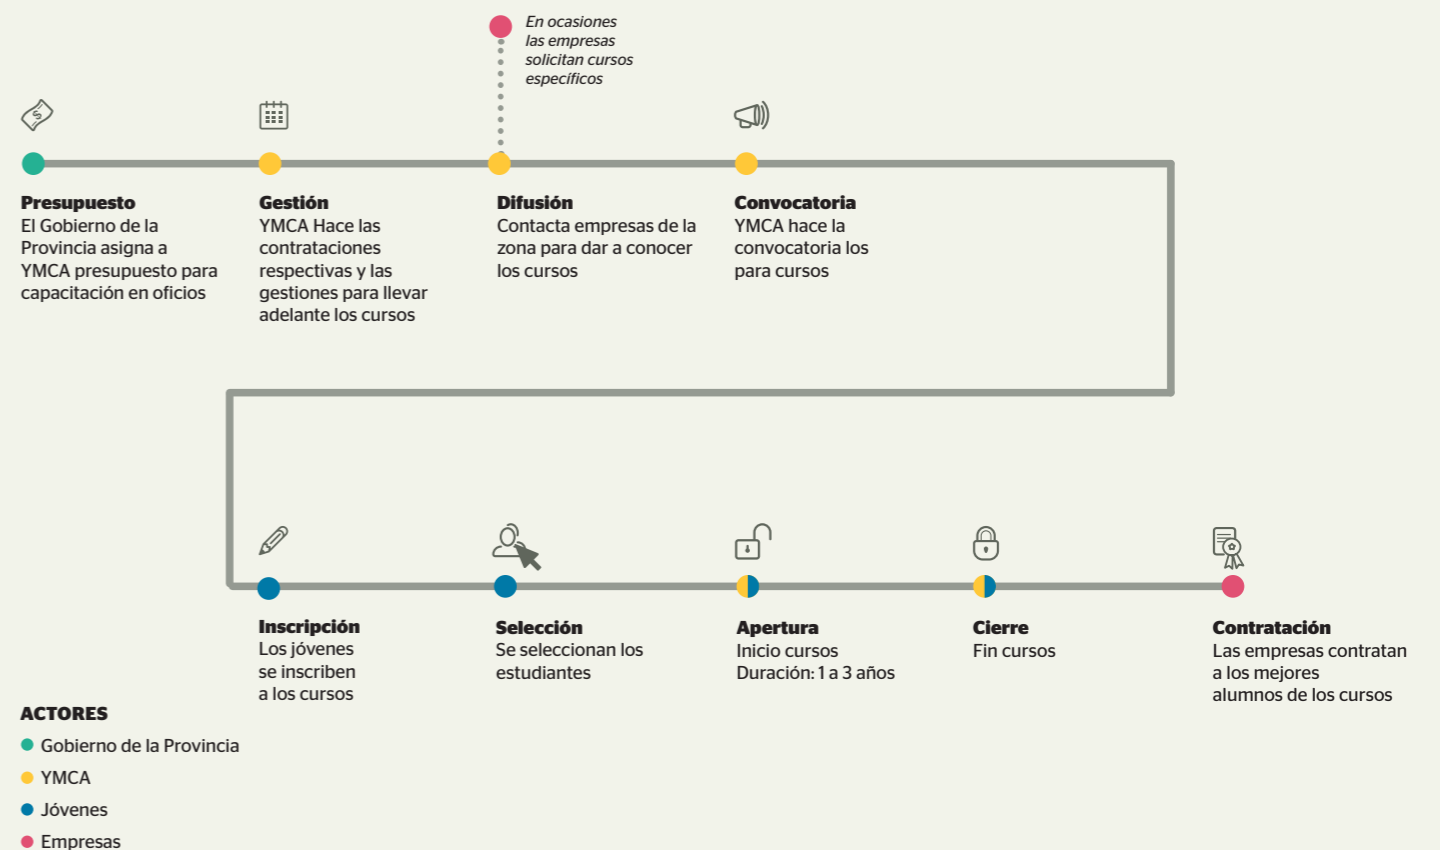 En ocasiones
las empresas
solicitan cursos
específicos
$
Presupuesto
El Gobierno de la
Provincia asigna a
YMCA presupuesto para
capacitación en oficios
Gestión
YMCA Hace las
contrataciones
respectivas y las
gestiones para llevar
adelante los cursos
Difusión
Contacta empresas de la
zona para dar a conocer
los cursos
Convocatoria
YMCA hace la
convocatoria los
para cursos
Inscripción
Los jóvenes
se inscriben
a los cursos
Selección
Se seleccionan los
estudiantes
Apertura
Inicio cursos
Duración: 1 a 3 años
Cierre
Fin cursos
Contratación
Las empresas contratan
a los mejores
alumnos de los cursos
ACTORES
Gobierno de la Provincia
YMCA
Jóvenes
Empresas